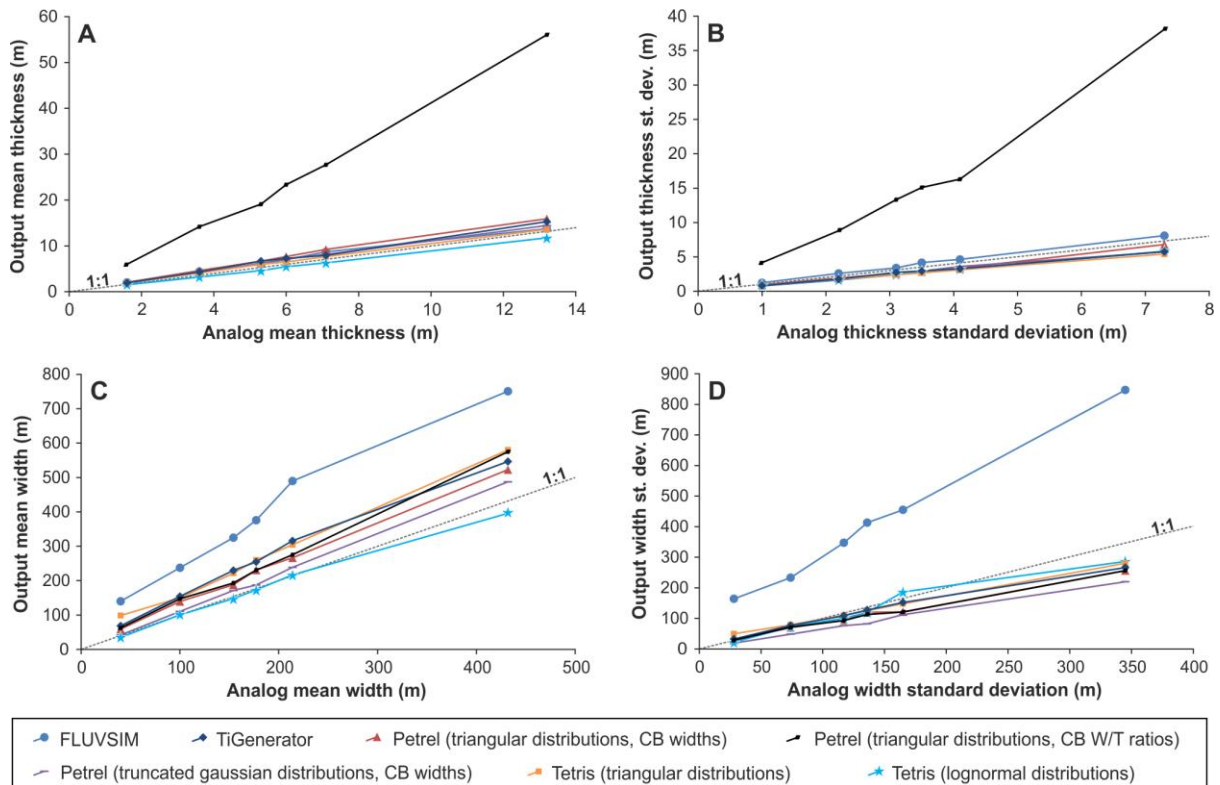 A
Output mean thickness (m)
60
50
40
30
20
10
0
1:1
0 2 4 6 8 10 12 14
Analog mean thickness (m)
B
Output thickness st. dev. (m)
40
35
30
25
20
15
10
5
0
1:1
0 1 2 3 4 5 6 7 8
Analog thickness standard deviation (m)
C
Output mean width (m)
800
700
600
500
400
300
200
100
0
1:1
0 100 200 300 400 500
Analog mean width (m)
D
Output width st. dev. (m)
900
800
700
600
500
400
300
200
100
0
1:1
0 50 100 150 200 250 300 350 400
Analog width standard deviation (m)
FLUVSIM TiGenerator Petrel (triangular distributions, CB widths) Petrel (triangular distributions, CB W/T ratios)
Petrel (truncated gaussian distributions, CB widths) Tetris (triangular distributions) Tetris (lognormal distributions)